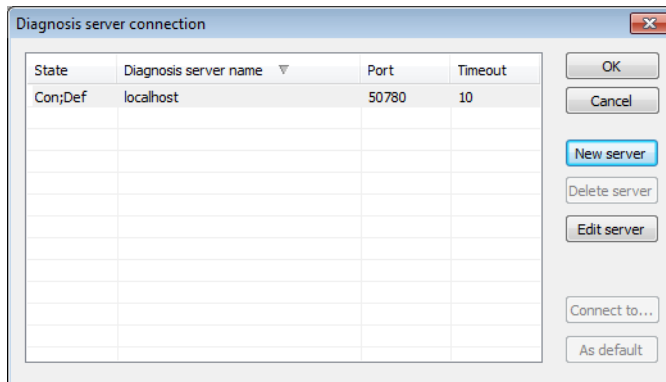 Diagnosis server connection
State Diagnosis server name Port Timeout
Con;Def localhost 50780 10
OK
Cancel
New server
Delete server
Edit server
Connect to...
As default